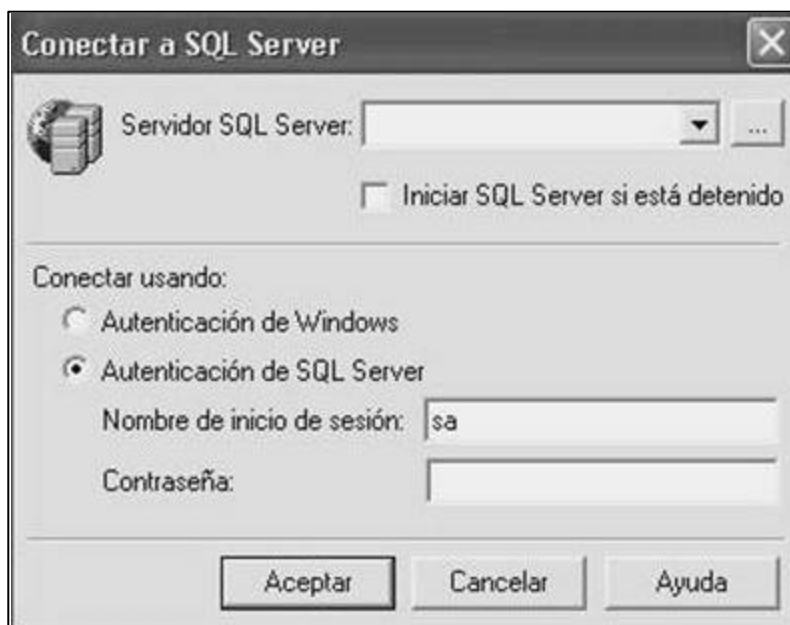 Conectar a SQL Server
Servidor SQL Server:
...
Iniciar SQL Server si está detenido
Conectar usando:
Autenticación de Windows
Autenticación de SQL Server
Nombre de inicio de sesión: sa
Contraseña:
Aceptar Cancelar Ayuda